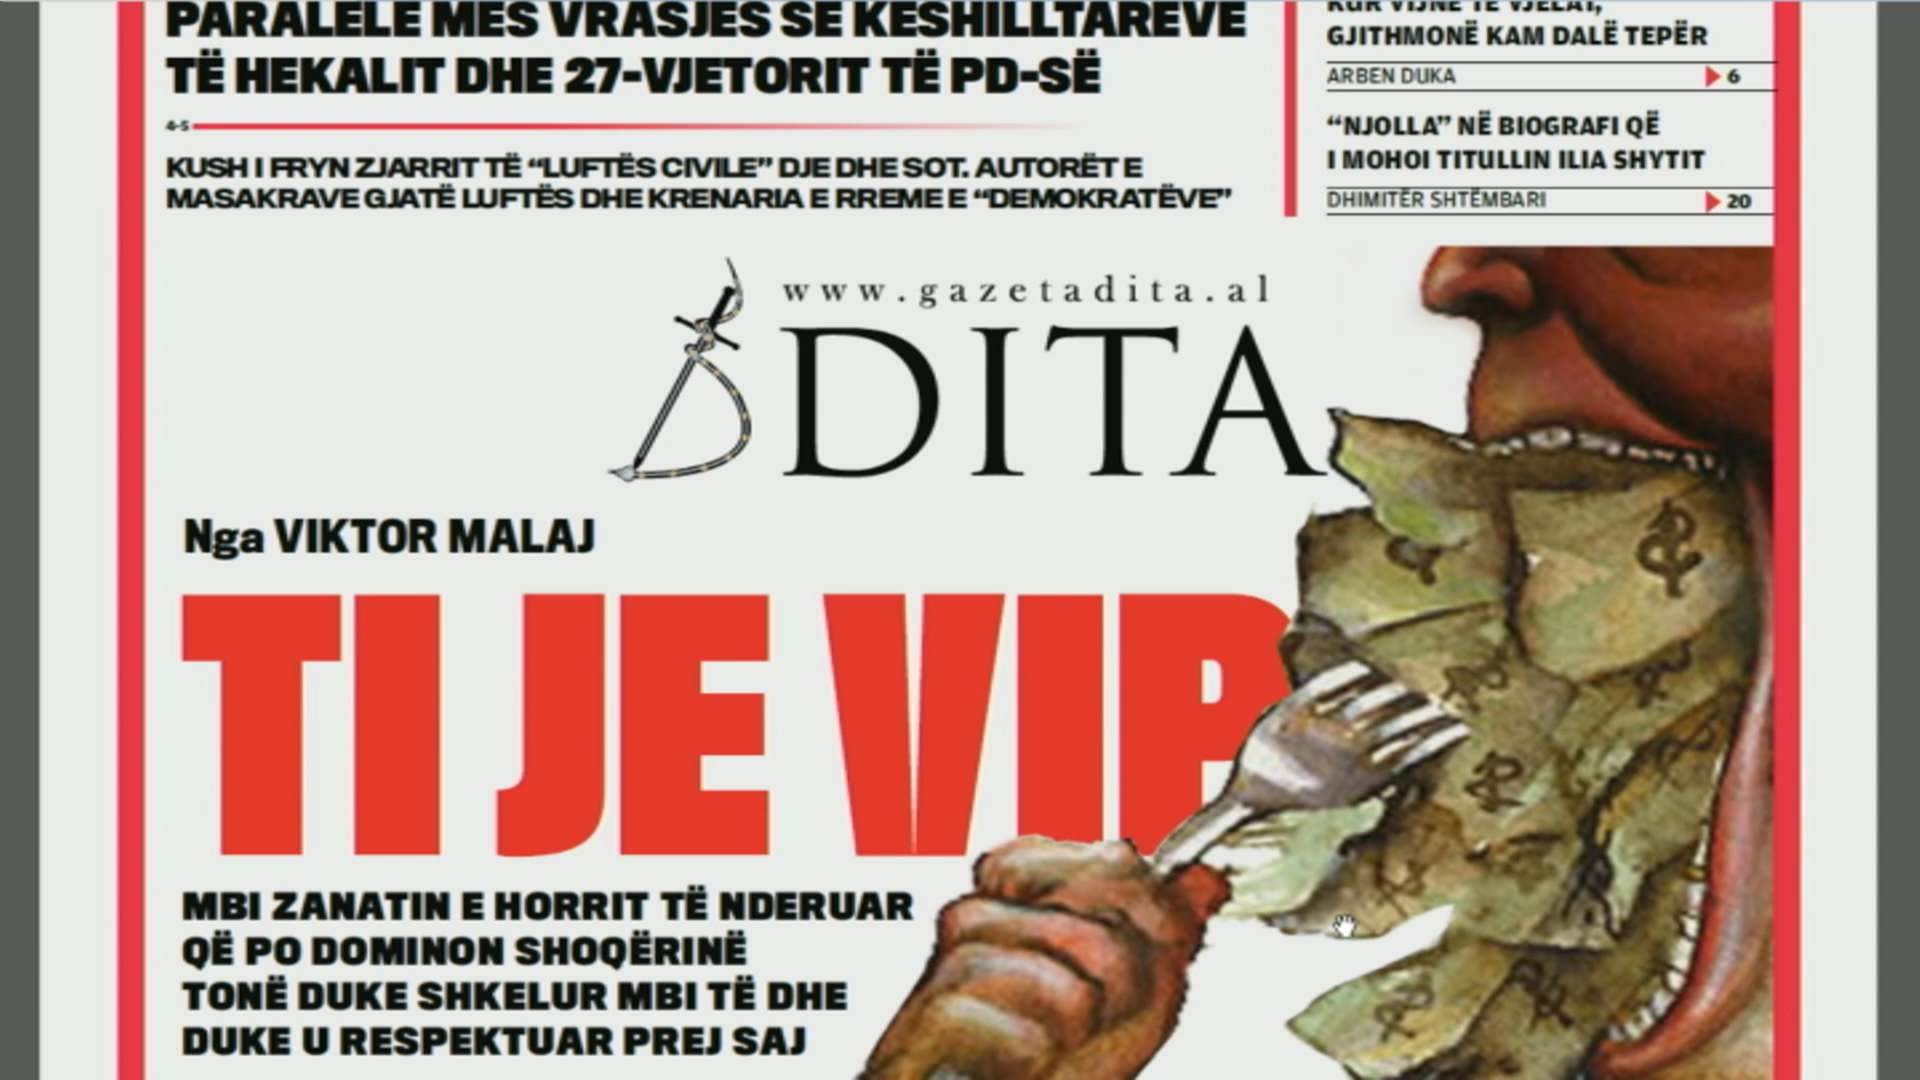 PARALELE MES VRASJES SË KËSHILLTARËVE
TË HEKALIT DHE 27-VJETORIT TË PD-SË
4-5
KUSH I FRYN ZJARRIT TË “LUFTËS CIVILE” DJE DHE SOT. AUTORËT E
MASAKRAVE GJATË LUFTËS DHE KRENARIA E RREME E “DEMOKRATËVE”
KUR VIJNË TË VJELAT,
GJITHMONË KAM DALË TEPËR
ARBEN DUKA 6
“NJOLLA” NË BIOGRAFI QË
I MOHOI TITULLIN ILIA SHYTIT
DHIMITËR SHTËMBARI 20
www.gazetadita.al
DITA
Nga VIKTOR MALAJ
TI JE VIP
MBI ZANATIN E HORRIT TË NDERUAR
QË PO DOMINON SHOQËRINË
TONË DUKE SHKELUR MBI TË DHE
DUKE U RESPEKTUAR PREJ SAJ